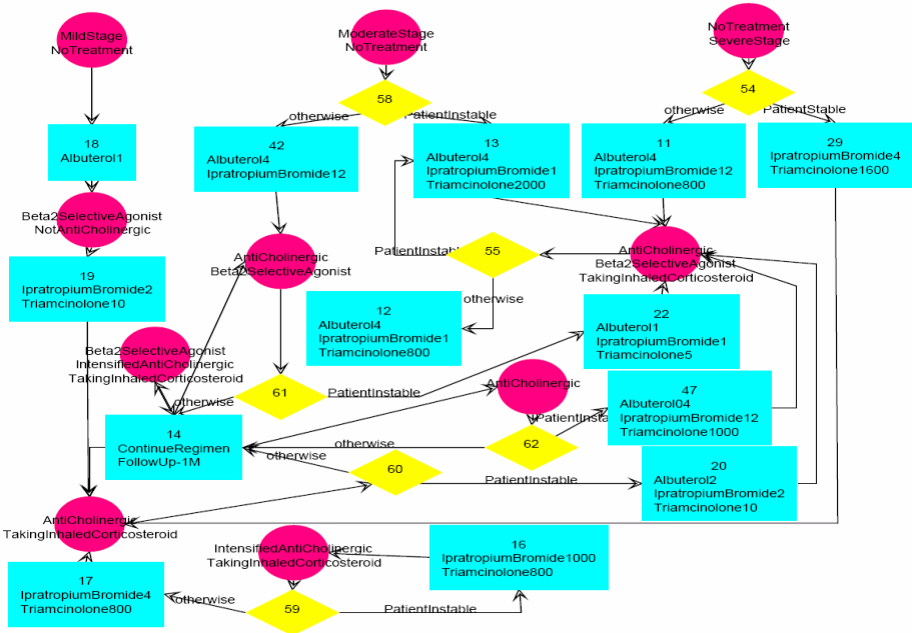 MildStage
NoTreatment
ModerateStage
NoTreatment
NoTreatment
SevereStage
58
54
otherwise
PatientInstable
otherwise
PatientStable
18
Albuterol1
42
Albuterol4
IpratropiumBromide12
13
Albuterol4
IpratropiumBromide1
Triamcinolone2000
11
Albuterol4
IpratropiumBromide12
Triamcinolone800
29
IpratropiumBromide4
Triamcinolone1600
Beta2SelectiveAgonist
NotAntiCholinergic
AntiCholinergic
Beta2SelectiveAgonist
PatientInstable
55
AntiCholinergic
Beta2SelectiveAgonist
TakingInhaledCorticosteroid
19
IpratropiumBromide2
Triamcinolone10
otherwise
12
Albuterol4
IpratropiumBromide1
Triamcinolone800
22
Albuterol1
IpratropiumBromide1
Triamcinolone5
Beta2SelectiveAgonist
IntensifiedAntiCholinergic
TakingInhaledCorticosteroid
61
otherwise
PatientInstable
AntiCholinergic
47
Albuterol04
IpratropiumBromide12
Triamcinolone1000
PatientInsta
14
ContinueRegimen
FollowUp-1M
otherwise
62
otherwise
60
PatientInstable
20
Albuterol2
IpratropiumBromide2
Triamcinolone10
AntiCholinergic
TakingInhaledCorticosteroid
IntensifiedAntiCholinergic
TakingInhaledCorticosteroid
16
IpratropiumBromide1000
Triamcinolone800
17
IpratropiumBromide4
Triamcinolone800
otherwise
59
PatientInstable